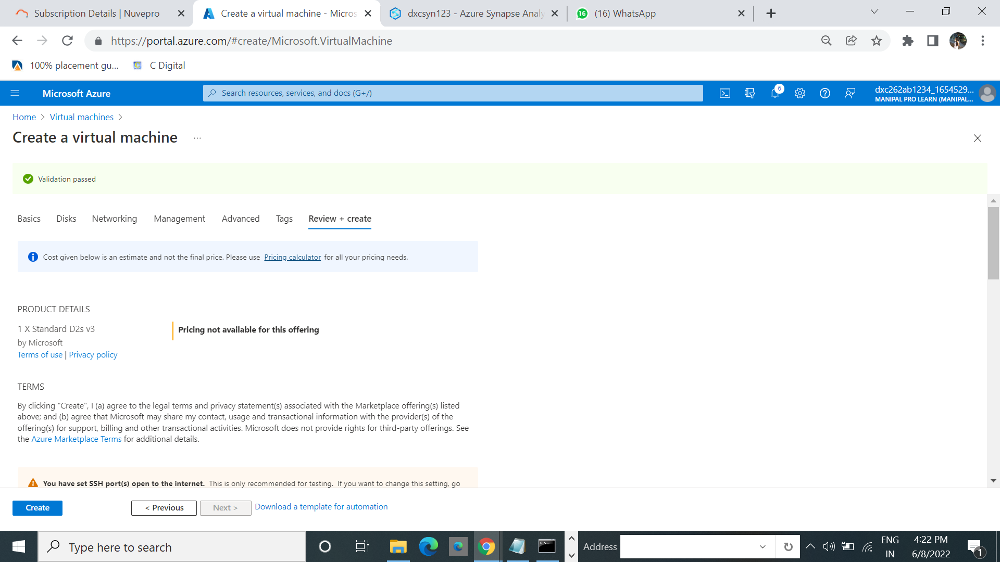 Subscription Details | Nuvepro
Create a virtual machine - Micros
dxcsyn123 - Azure Synapse Analy
16
(16) WhatsApp
https://portal.azure.com/#create/Microsoft.VirtualMachine
100% placement gu...
C Digital
Microsoft Azure
Search resources, services, and docs (G+/)
6
dxc262ab1234_1654529...
MANIPAL PRO LEARN (MANIPAL...
Home > Virtual machines >
Create a virtual machine ...
Validation passed
Basics Disks Networking Management Advanced Tags Review + create
Cost given below is an estimate and not the final price. Please use Pricing calculator for all your pricing needs.
PRODUCT DETAILS
1 X Standard D2s v3
by Microsoft
Terms of use | Privacy policy
Pricing not available for this offering
TERMS
By clicking "Create", I (a) agree to the legal terms and privacy statement(s) associated with the Marketplace offering(s) listed
above; and (b) agree that Microsoft may share my contact, usage and transactional information with the provider(s) of the
offering(s) for support, billing and other transactional activities. Microsoft does not provide rights for third-party offerings. See
the Azure Marketplace Terms for additional details.
You have set SSH port(s) open to the internet. This is only recommended for testing. If you want to change this setting, go
Create
< Previous
Next >
Download a template for automation
Type here to search
Address
ENG
IN
4:22 PM
6/8/2022
1